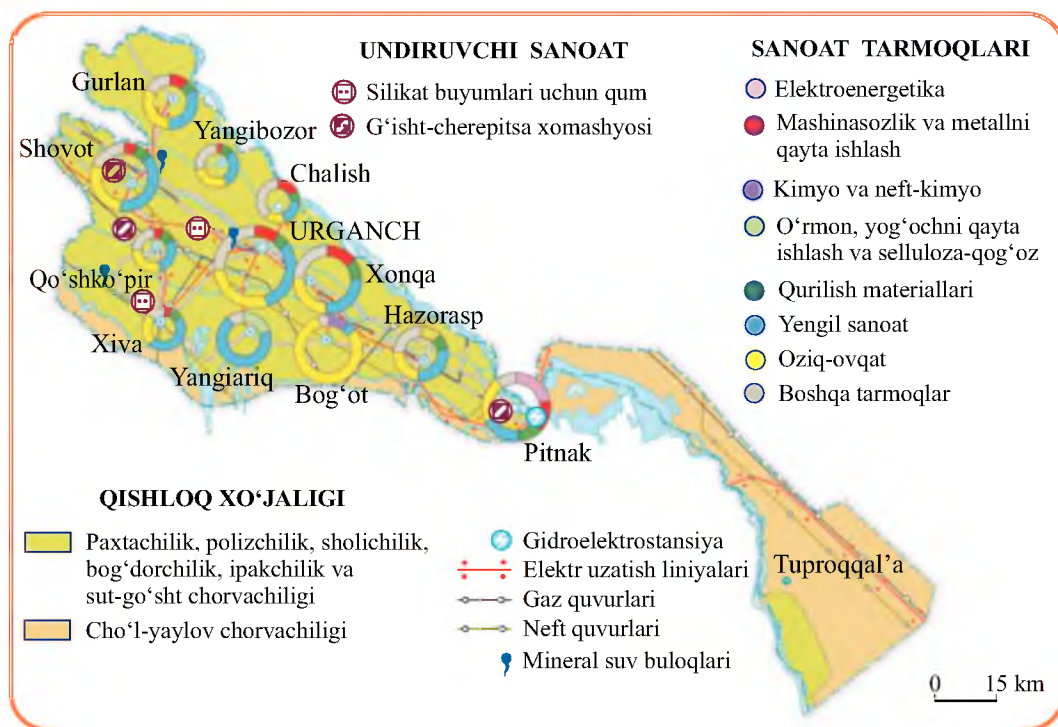 UNDIRUVCHI SANOAT
Silikat buyumlari uchun qum
G‘isht-cherepitsa xomashyosi
SANOAT TARMOQLARI
Elektroenergetika
Mashinasozlik va metallni
qayta ishlash
Kimyo va neft-kimyo
O‘rmon, yog‘ochni qayta
ishlash va selluloza-qog‘oz
Qurilish materiallari
Yengil sanoat
Oziq-ovqat
Boshqa tarmoqlar
Gurlan
Yangibozor
Shovot
Chalish
URGANCH
Xonqa
Qo‘shko‘pir
Hazorasp
Xiva
Yangiariq
Bog‘ot
Pitnak
Tuproqqal’a
QISHLOQ XO‘JALIGI
Paxtachilik, polizchilik, sholichilik,
bog‘dorchilik, ipakchilik va
sut-go‘sht chorvachiligi
Cho‘l-yaylov chorvachiligi
Gidroelektrostansiya
Elektr uzatish liniyalari
Gaz quvurlari
Neft quvurlari
Mineral suv buloqlari
0 15 km